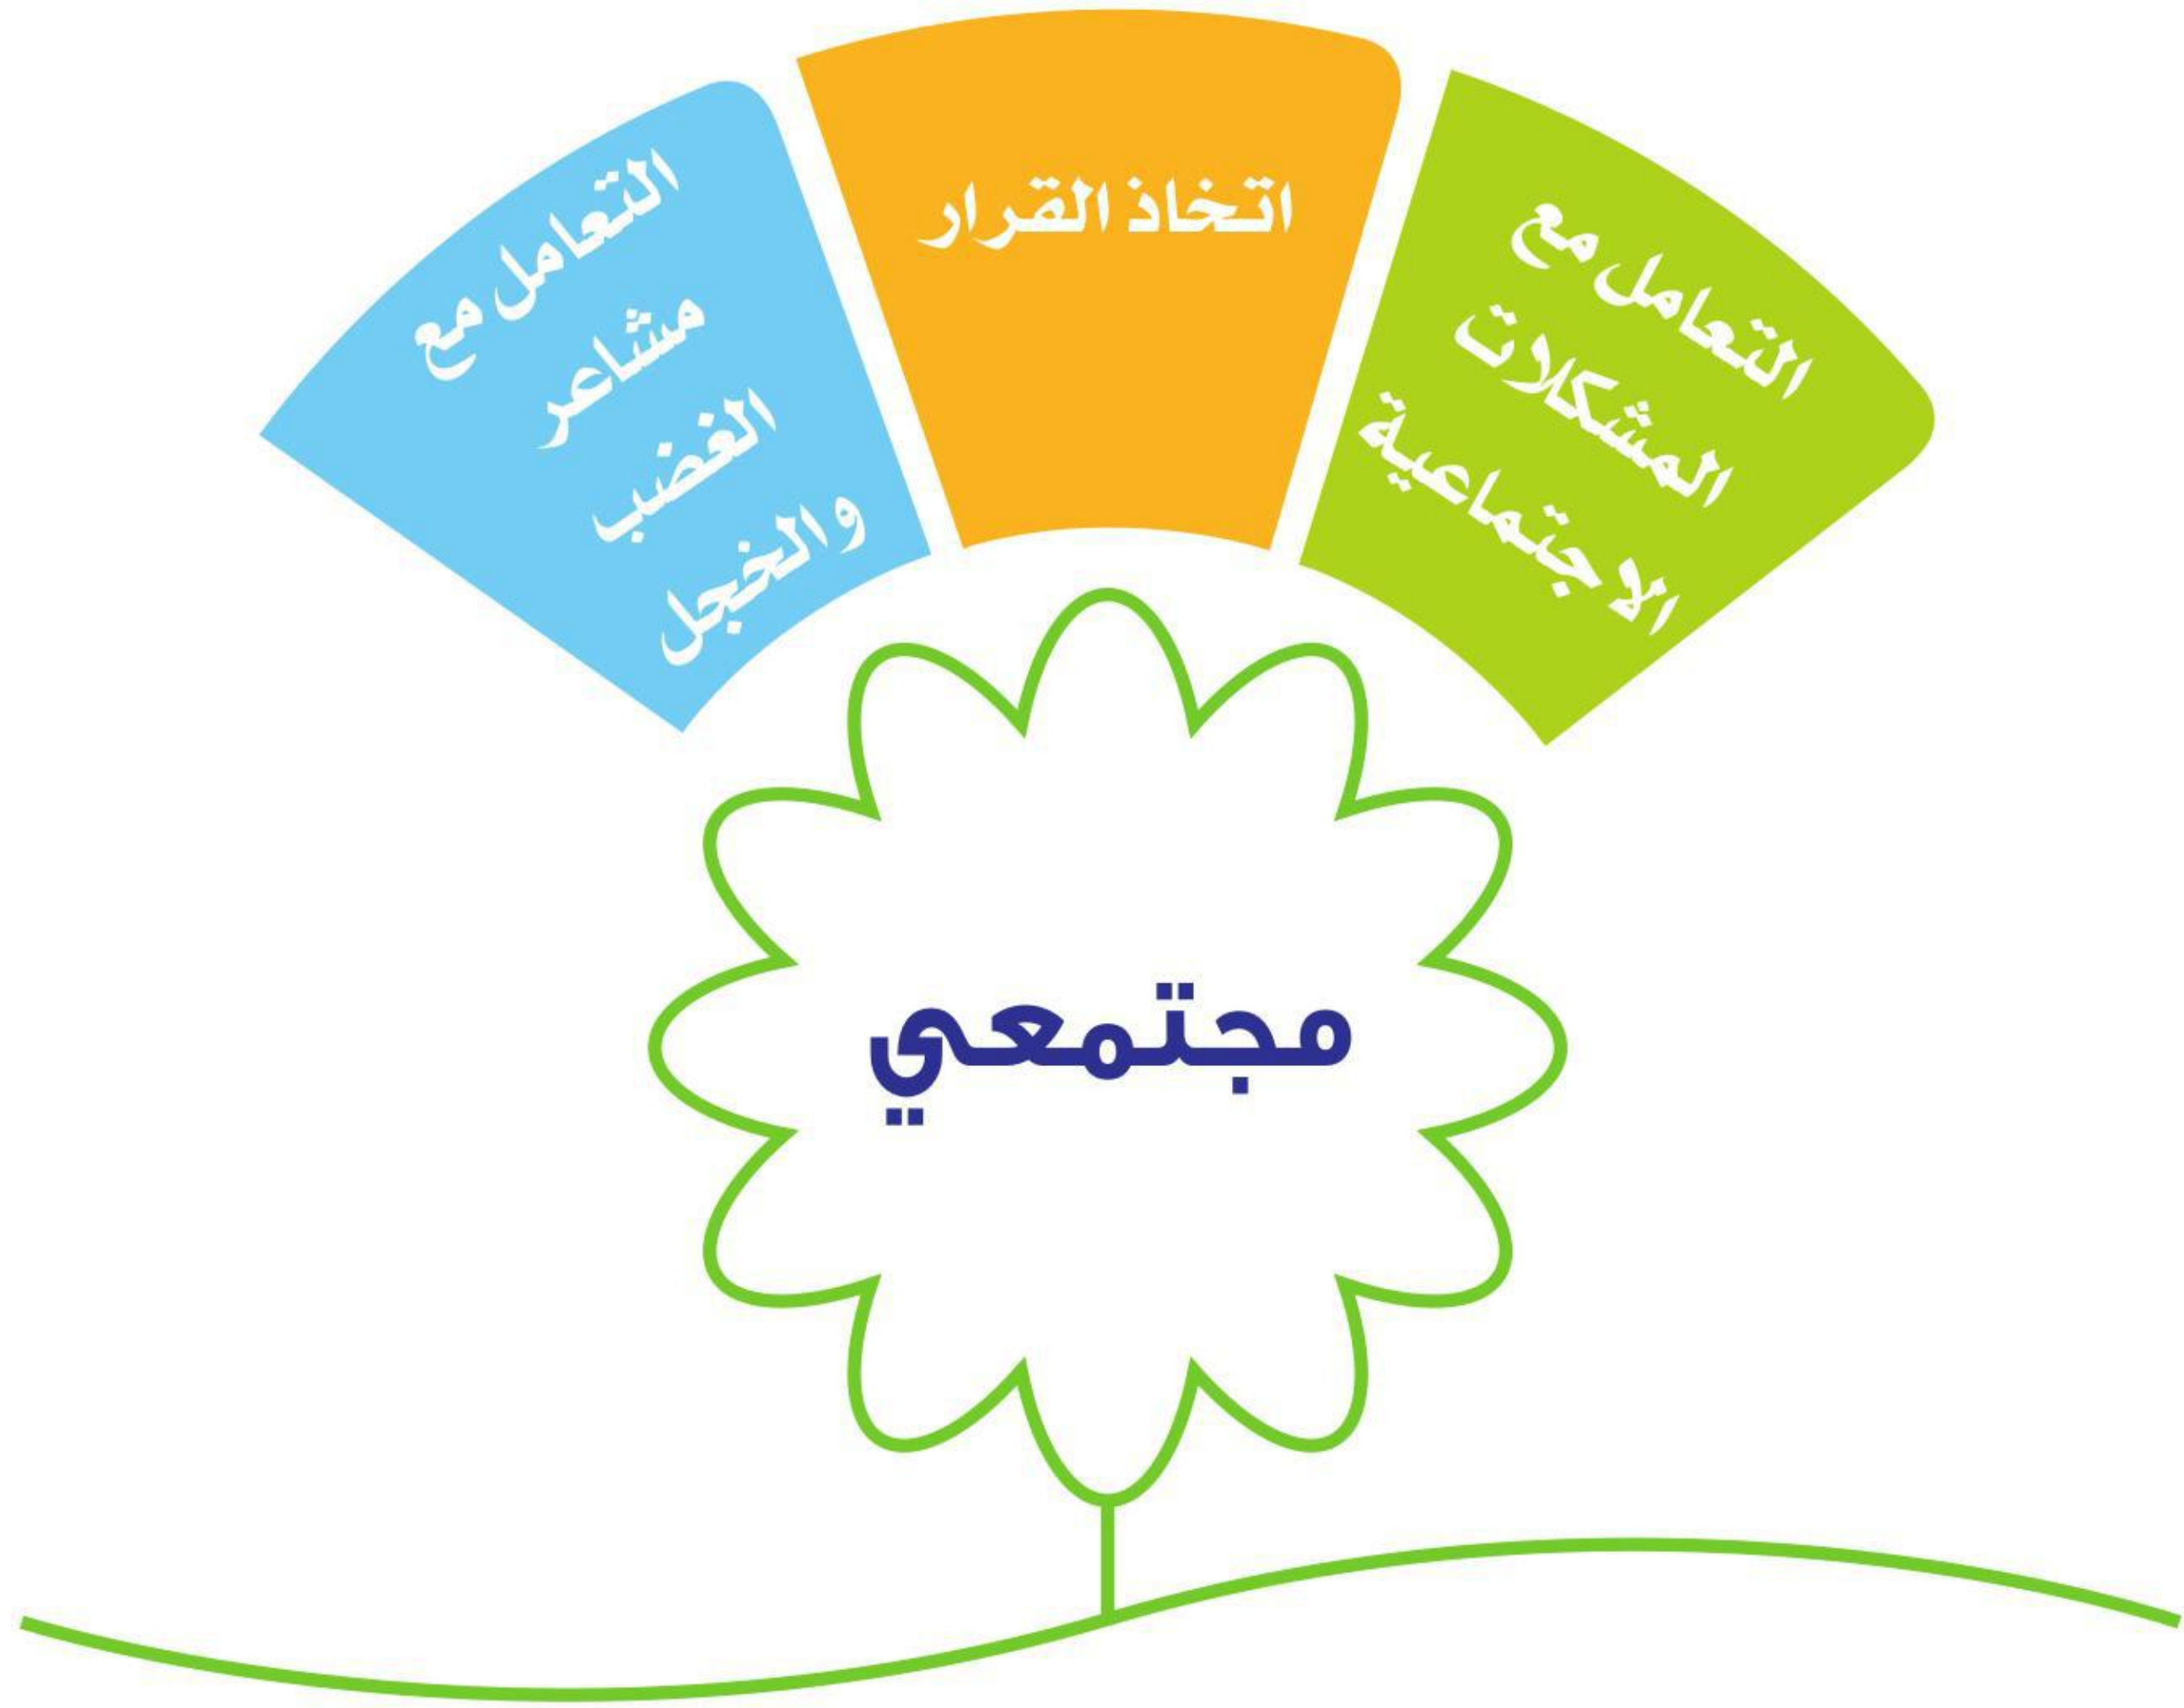 التعامل مع
المشكلات
الاجتماعية
اتخاذ القرار
التعامل مع
مشاعر
الغضب
والخجل
مجتمعي